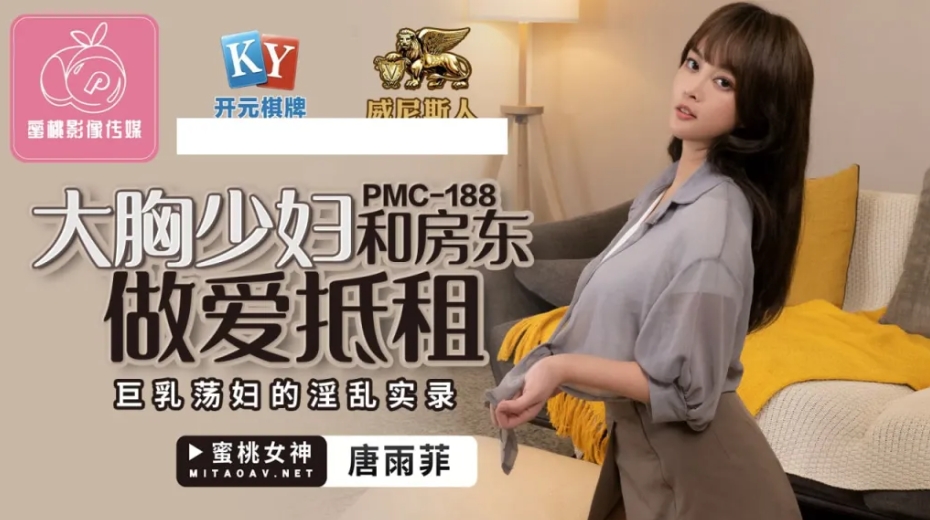 蜜桃影像传媒
KY
开元棋牌
威尼斯人
PMC-188
大胸少妇和房东
做爱抵租
巨乳荡妇的淫乱实录
蜜桃女神
MITAOAV.NET
唐雨菲